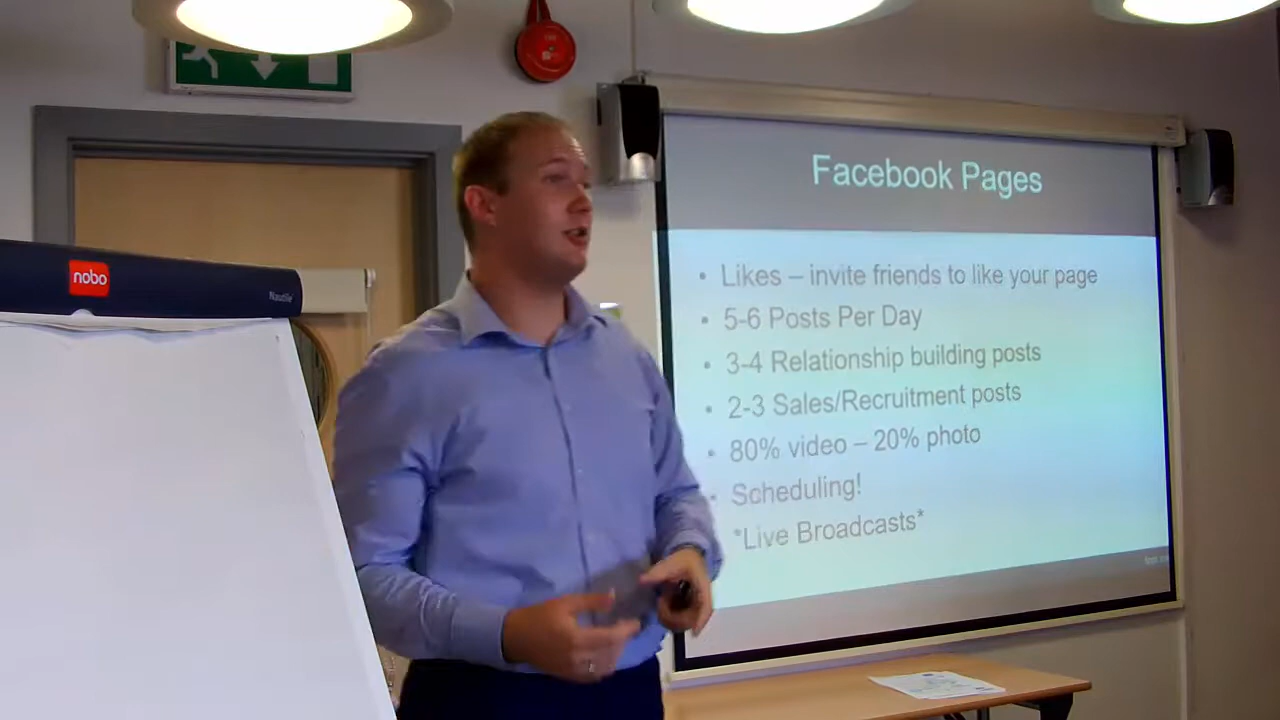 nobo
Nautile
Facebook Pages
• Likes – invite friends to like your page
• 5-6 Posts Per Day
• 3-4 Relationship building posts
• 2-3 Sales/Recruitment posts
• 80% video – 20% photo
• Scheduling!
*Live Broadcasts*